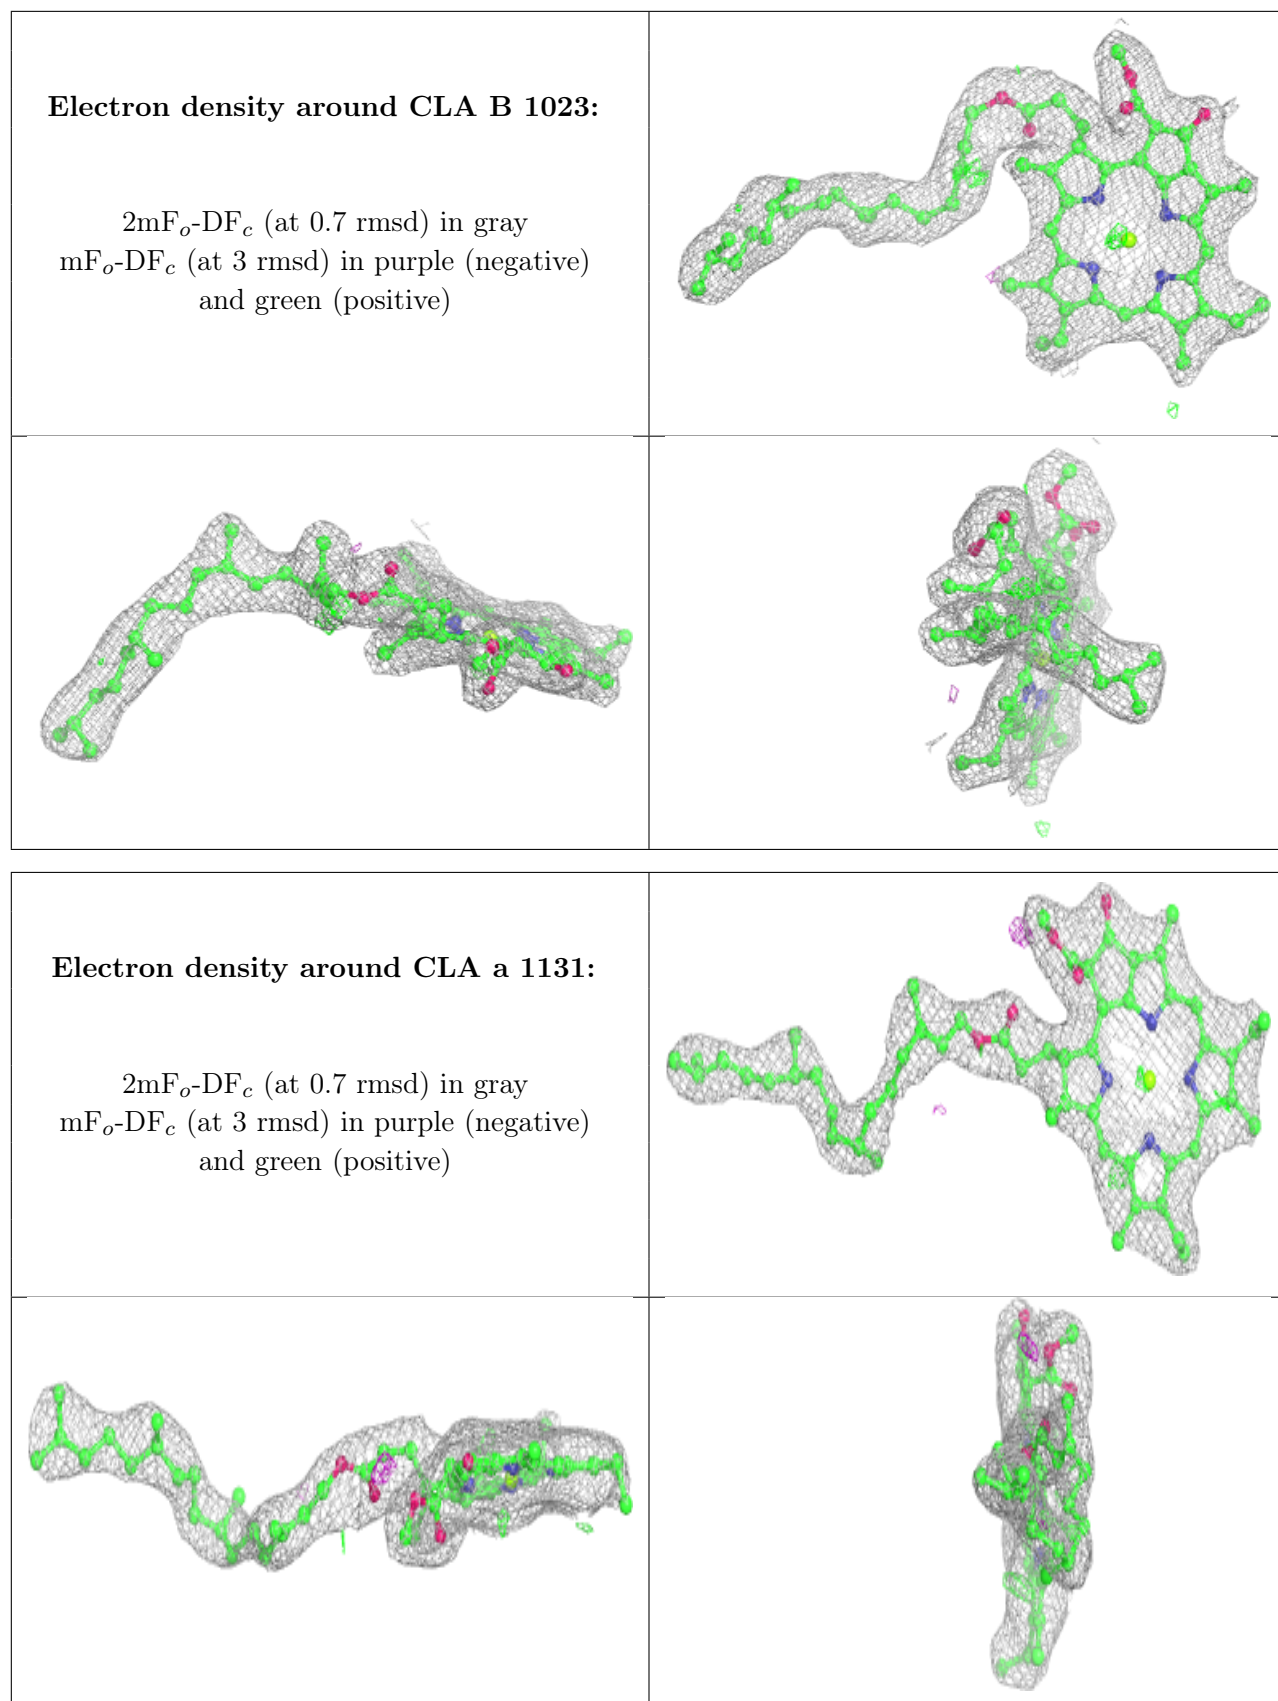 Electron density around CLA B 1023:
2mFₒ-DF𝒸 (at 0.7 rmsd) in gray
mFₒ-DF𝒸 (at 3 rmsd) in purple (negative)
and green (positive)
Electron density around CLA a 1131:
2mFₒ-DF𝒸 (at 0.7 rmsd) in gray
mFₒ-DF𝒸 (at 3 rmsd) in purple (negative)
and green (positive)